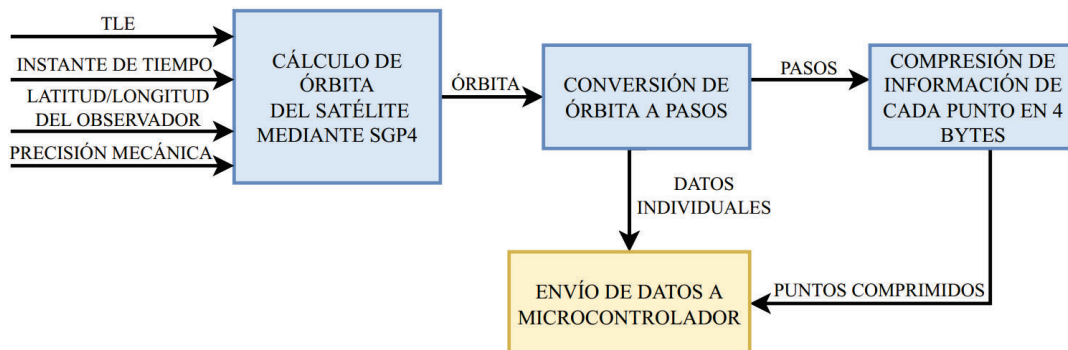 TLE
INSTANTE DE TIEMPO
LATITUD/LONGITUD
DEL OBSERVADOR
PRECISIÓN MECÁNICA
CÁLCULO DE
ÓRBITA
DEL SATÉLITE
MEDIANTE SGP4
ÓRBITA
CONVERSIÓN DE
ÓRBITA A PASOS
PASOS
COMPRESIÓN DE
INFORMACIÓN DE
CADA PUNTO EN 4
BYTES
DATOS
INDIVIDUALES
ENVÍO DE DATOS A
MICROCONTROLADOR
PUNTOS COMPRIMIDOS